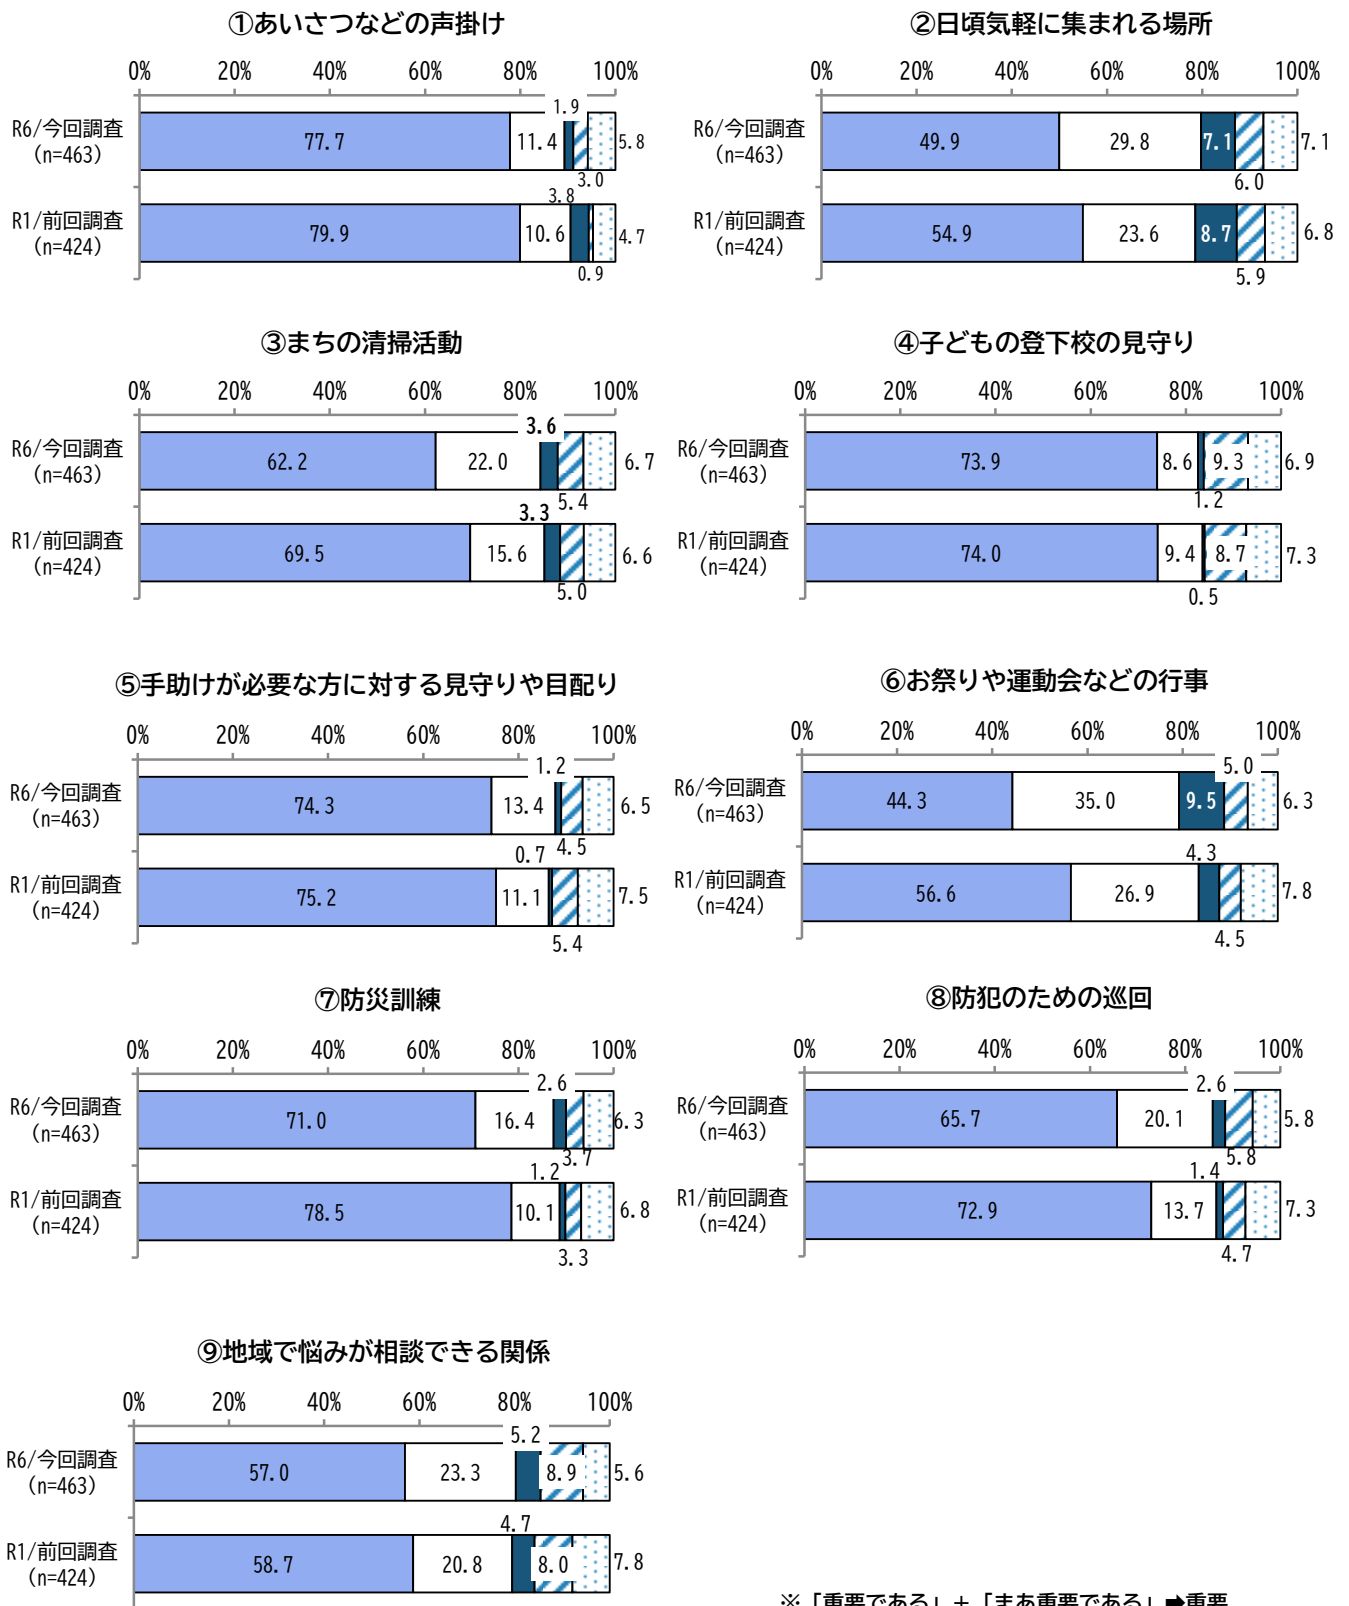 ①あいさつなどの声掛け
0% 20% 40% 60% 80% 100%
R6/今回調査
(n=463)
77.7 11.4 1.9 3.0 5.8
R1/前回調査
(n=424)
79.9 10.6 3.8 0.9 4.7
②日頃気軽に集まれる場所
0% 20% 40% 60% 80% 100%
R6/今回調査
(n=463)
49.9 29.8 7.1 6.0 7.1
R1/前回調査
(n=424)
54.9 23.6 8.7 5.9 6.8
③まちの清掃活動
0% 20% 40% 60% 80% 100%
R6/今回調査
(n=463)
62.2 22.0 3.6 5.4 6.7
R1/前回調査
(n=424)
69.5 15.6 3.3 5.0 6.6
④子どもの登下校の見守り
0% 20% 40% 60% 80% 100%
R6/今回調査
(n=463)
73.9 8.6 1.2 9.3 6.9
R1/前回調査
(n=424)
74.0 9.4 0.5 8.7 7.3
⑤手助けが必要な方に対する見守りや目配り
0% 20% 40% 60% 80% 100%
R6/今回調査
(n=463)
74.3 13.4 1.2 4.5 6.5
R1/前回調査
(n=424)
75.2 11.1 0.7 5.4 7.5
⑥お祭りや運動会などの行事
0% 20% 40% 60% 80% 100%
R6/今回調査
(n=463)
44.3 35.0 9.5 5.0 6.3
R1/前回調査
(n=424)
56.6 26.9 4.3 4.5 7.8
⑦防災訓練
0% 20% 40% 60% 80% 100%
R6/今回調査
(n=463)
71.0 16.4 2.6 3.7 6.3
R1/前回調査
(n=424)
78.5 10.1 1.2 3.3 6.8
⑧防犯のための巡回
0% 20% 40% 60% 80% 100%
R6/今回調査
(n=463)
65.7 20.1 2.6 5.8 5.8
R1/前回調査
(n=424)
72.9 13.7 1.4 4.7 7.3
⑨地域で悩みが相談できる関係
0% 20% 40% 60% 80% 100%
R6/今回調査
(n=463)
57.0 23.3 5.2 8.9 5.6
R1/前回調査
(n=424)
58.7 20.8 4.7 8.0 7.8
※「重要である」+「まあ重要である」➡重要